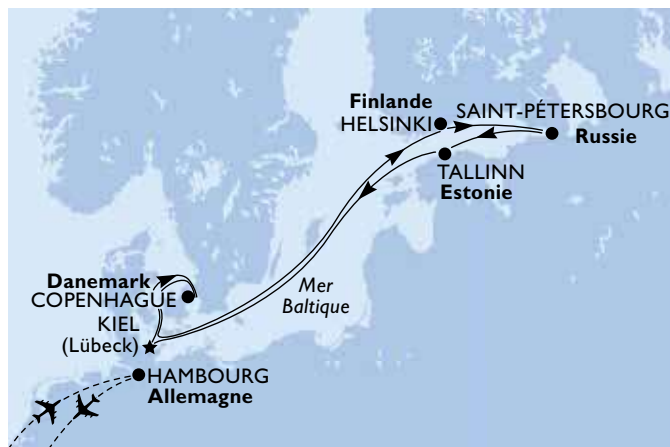 Finlande
HELSINKI
SAINT-PÉTERSBOURG
Russie
TALLINN
Estonie
Mer
Baltique
Danemark
COPENHAGUE
KIEL
(Lübeck)
HAMBOURG
Allemagne